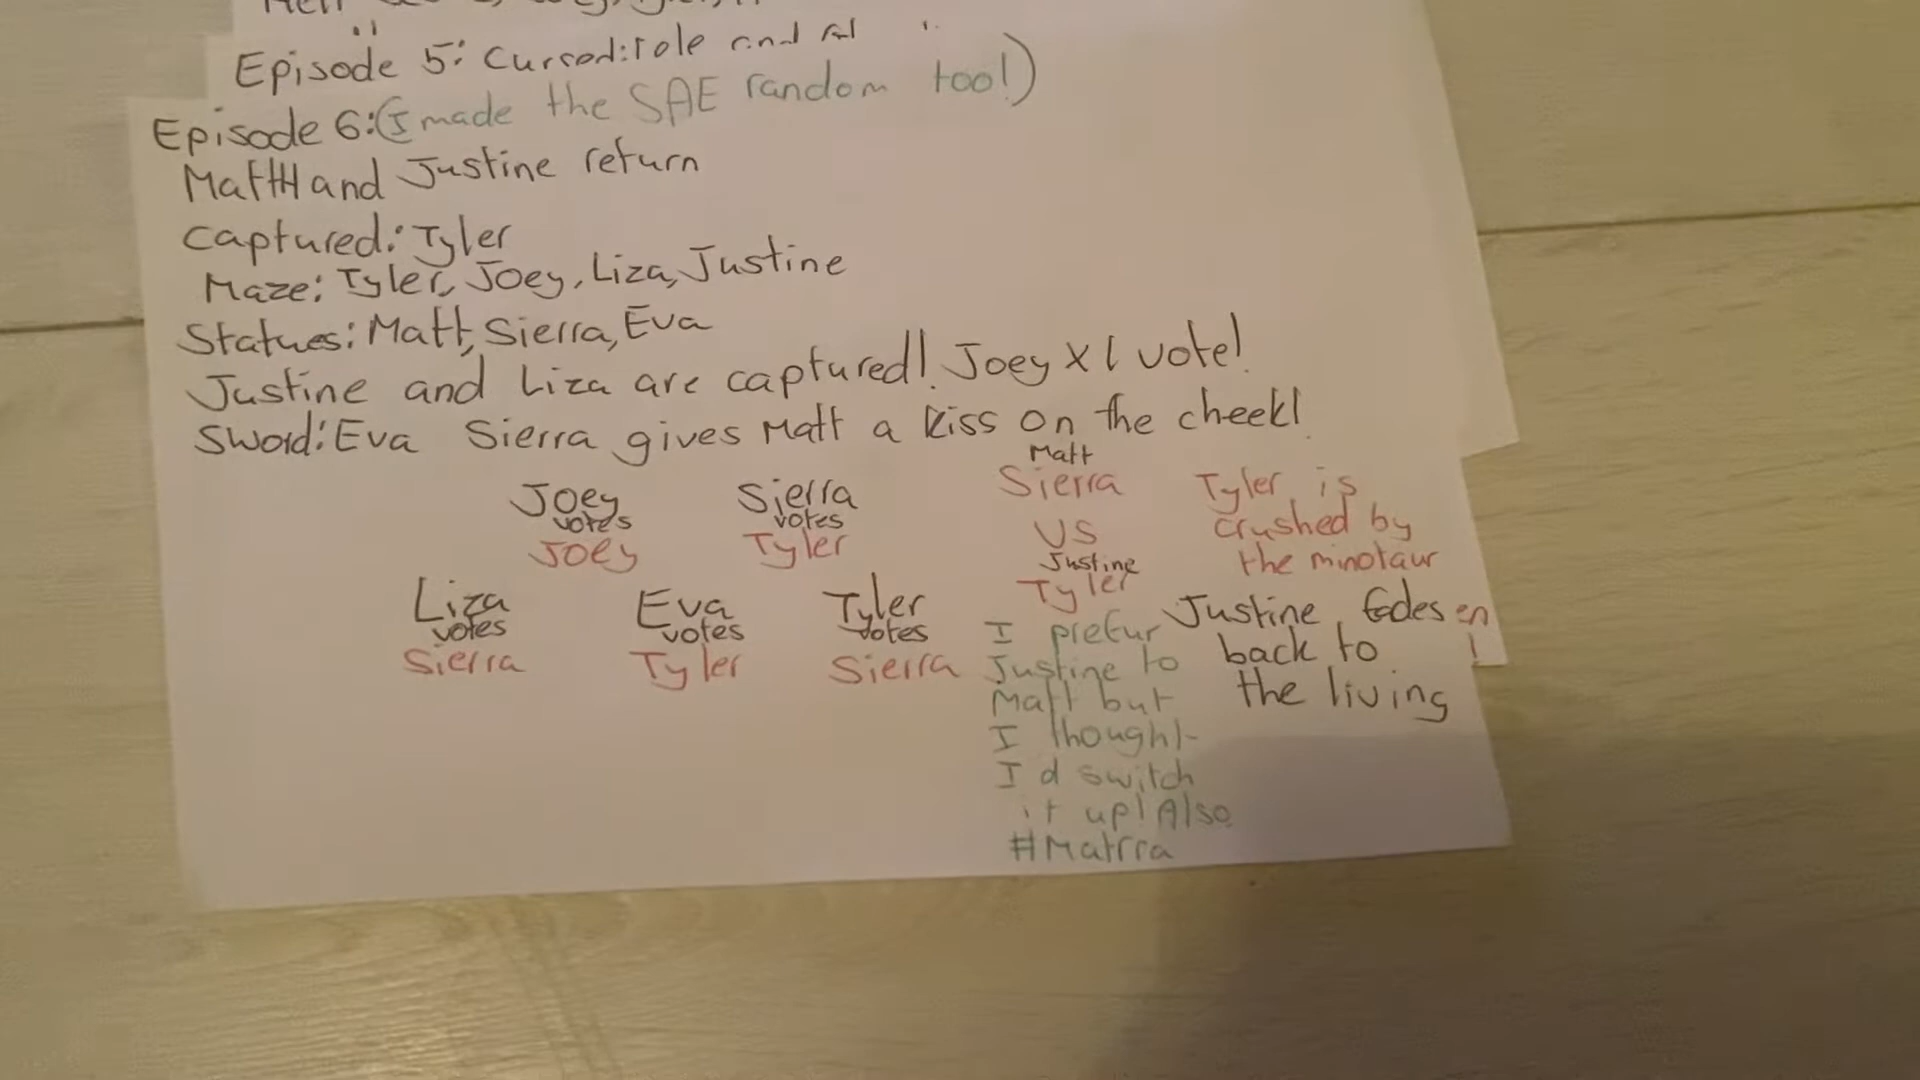 Episode 5: Cursed: role and
Episode 6:(I made the SAE random too!)
MattH and Justine return
Captured: Tyler
Maze: Tyler, Joey, Liza, Justine
Statues: Matt, Sierra, Eva
Justine and Liza are captured! Joey X1 vote!
Sword: Eva Sierra gives Matt a kiss on the cheek!
Joey
votes
Joey
Sierra
votes
Tyler
Liza
votes
Sierra
Eva
votes
Tyler
Tyler
votes
Sierra
Matt
Sierra
VS
Justine
Tyler
I prefur
Justine to
Matt but
I thought
I'd switch
it up! Also
#Matrra
Tyler is
crushed by
the minotaur
Justine fades
back to
the living